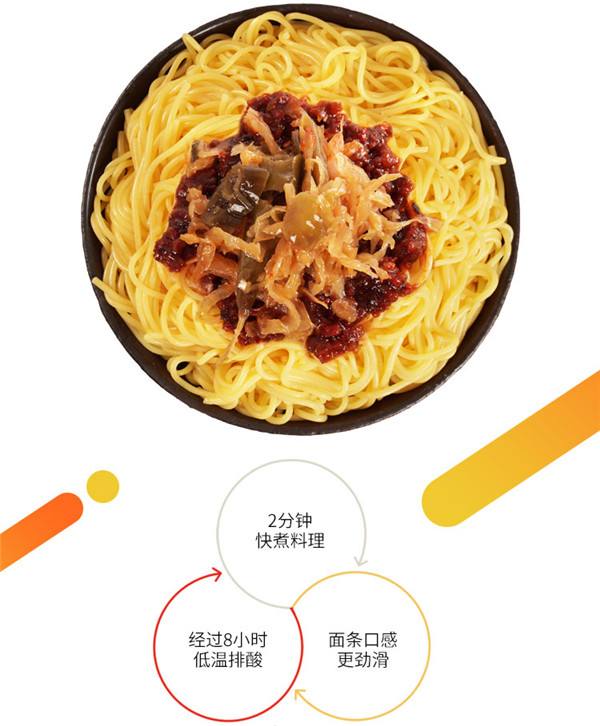 2分钟
快煮料理
经过8小时
低温排酸
面条口感
更劲滑